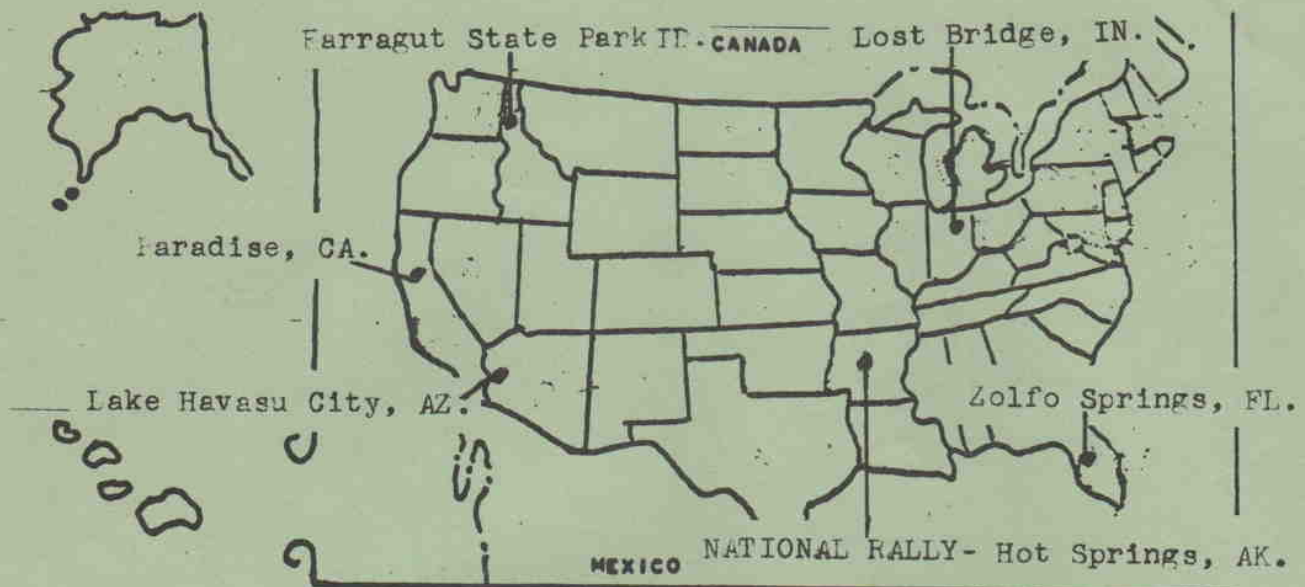 Farragut State Park ID. CANADA Lost Bridge, IN.
Paradise, CA.
Lake Havasu City, AZ.
Zolfo Springs, FL.
MEXICO NATIONAL RALLY- Hot Springs, AK.